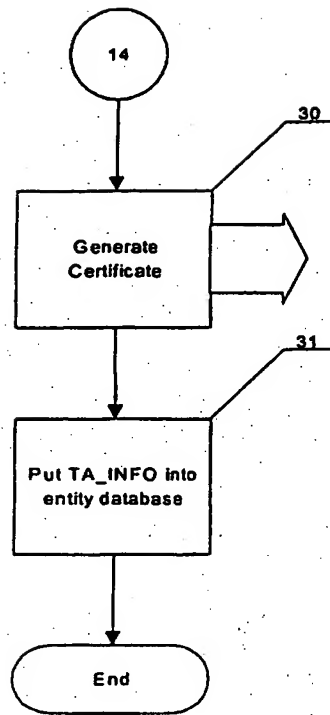 14
30
Generate
Certificate
31
Put TA_INFO into
entity database
End